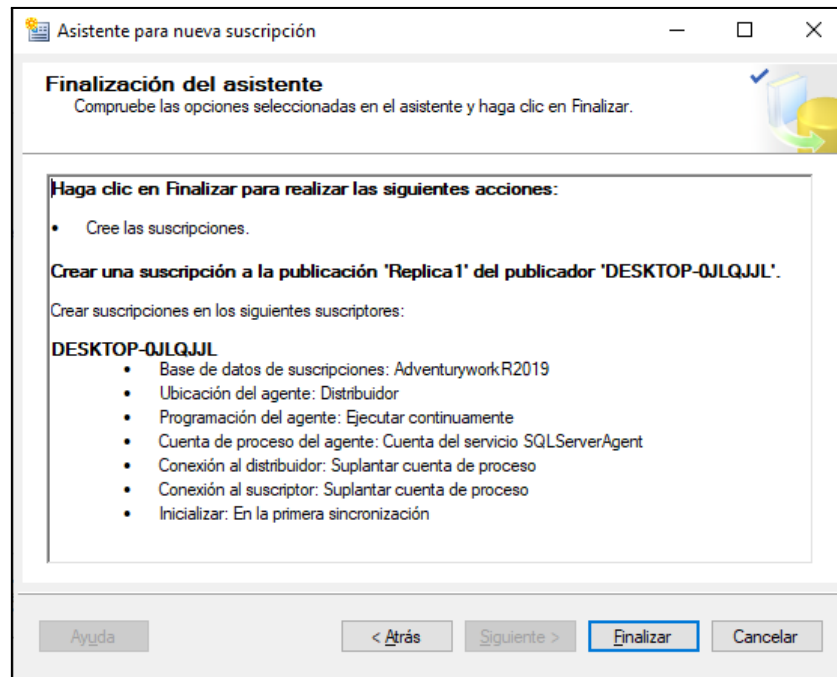 Asistente para nueva suscripción
Finalización del asistente
Compruebe las opciones seleccionadas en el asistente y haga clic en Finalizar.
Haga clic en Finalizar para realizar las siguientes acciones:
• Cree las suscripciones.
Crear una suscripción a la publicación 'Replica1' del publicador 'DESKTOP-0JLQJJL'.
Crear suscripciones en los siguientes suscriptores:
DESKTOP-0JLQJJL
• Base de datos de suscripciones: AdventuryworkR2019
• Ubicación del agente: Distribuidor
• Programación del agente: Ejecutar continuamente
• Cuenta de proceso del agente: Cuenta del servicio SQLServerAgent
• Conexión al distribuidor: Suplantar cuenta de proceso
• Conexión al suscriptor: Suplantar cuenta de proceso
• Inicializar: En la primera sincronización
Ayuda < Atrás Siguiente > Finalizar Cancelar